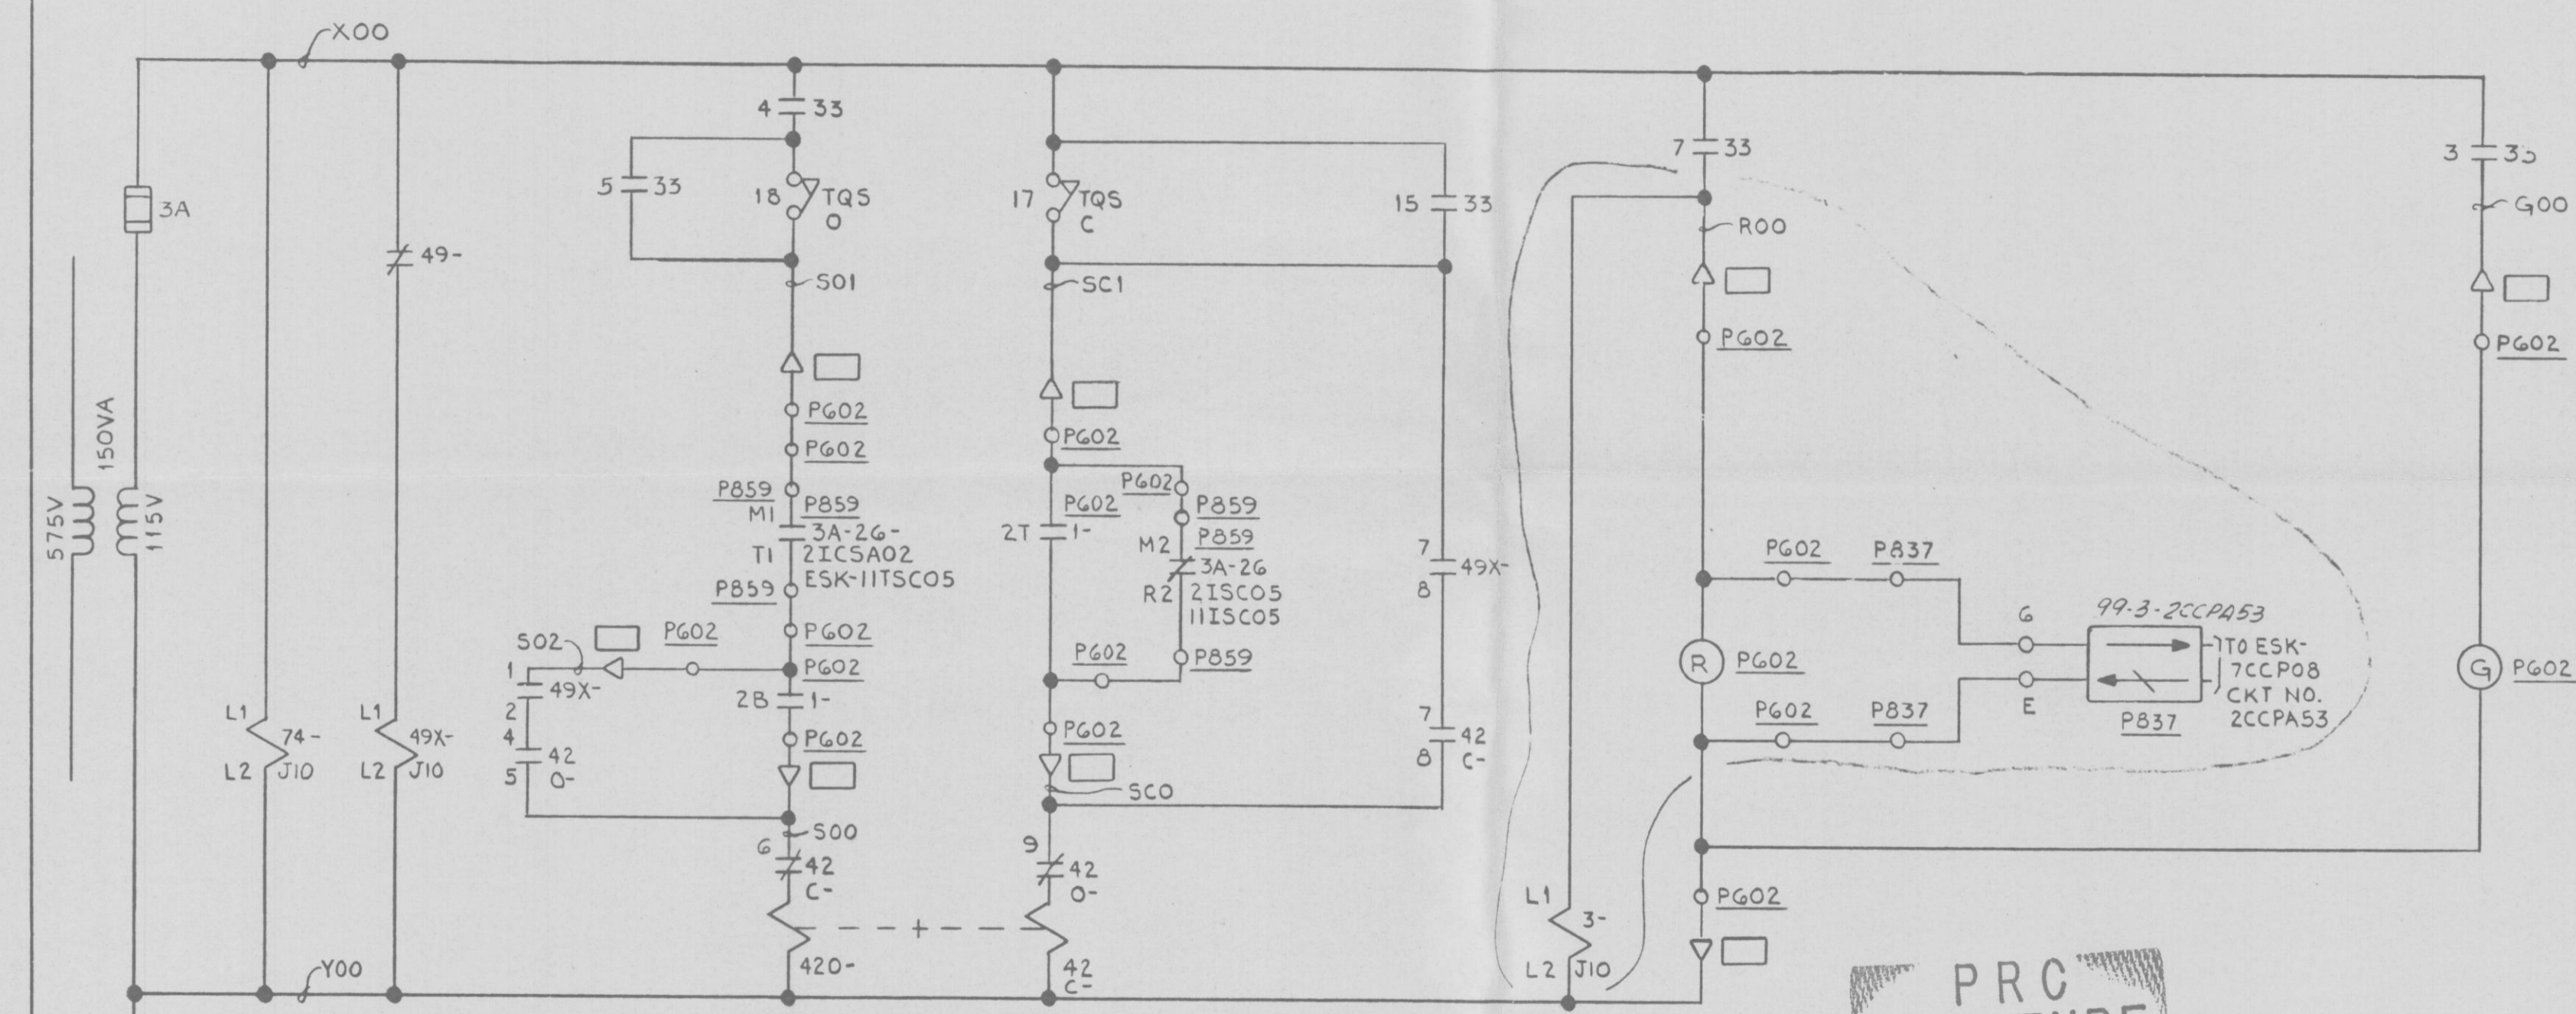 X00
3A
575V
150VA
115V
L1
74-
L2 J10
49-
L1
49X-
L2 J10
Y00
4 33
5 33
18 TQS
O
S01
P602
P602
P859
M1 P859
3A-26-
T1 2ICSA02
ESK-11TSC05
P859
P602
S02 P602
P602
1 49X-
2
4 42
5 O-
2B 1-
P602
S00
6 42
C-
420-
17 TQS
C
SC1
P602
P602
2T 1-
P602
P859
M2 P859
3A-26
R2 2ISC05
11ISC05
P859
P602
P602
SC0
9 42
O-
+
42
C-
15 33
7 49X-
8
7 42
8 C-
7 33
R00
P602
P602 P837
R P602
P602 P837
G
E
99-3-2CCPA53
P837
TO ESK-
7CCP08
CKT NO.
2CCPA53
P602
L1
3-
L2 J10
3
G00
P602
G P602
PRC